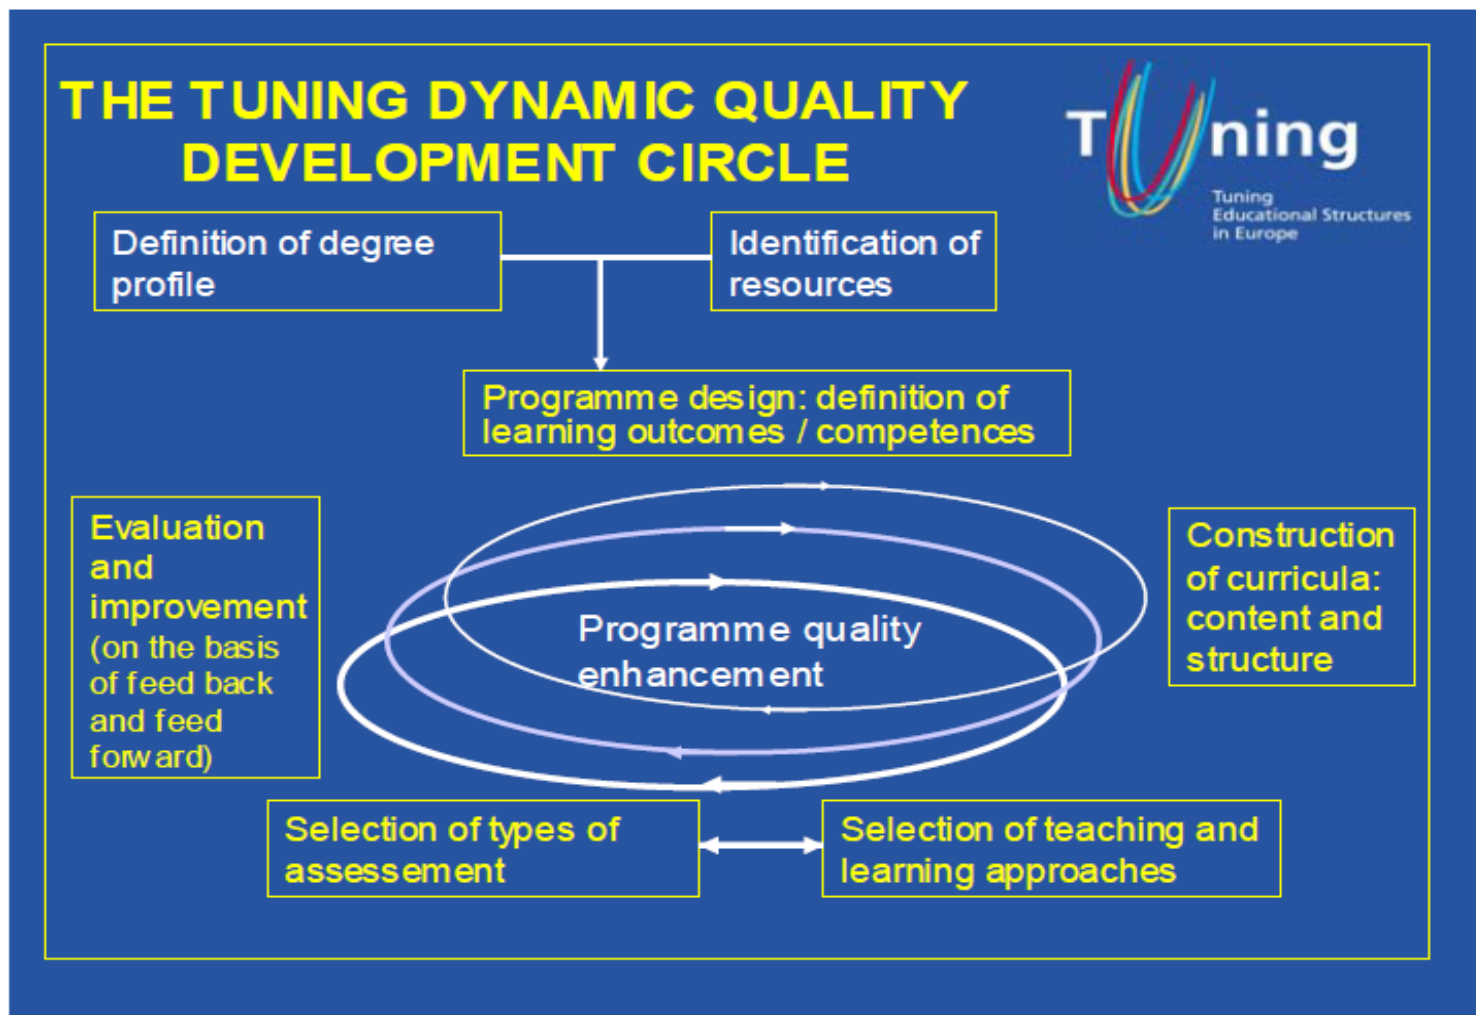 THE TUNING DYNAMIC QUALITY
DEVELOPMENT CIRCLE
Tuning
Tuning
Educational Structures
in Europe
Definition of degree
profile
Identification of
resources
Programme design: definition of
learning outcomes / competences
Evaluation
and
improvement
(on the basis
of feed back
and feed
forward)
Programme quality
enhancement
Construction
of curricula:
content and
structure
Selection of types of
assessement
Selection of teaching and
learning approaches